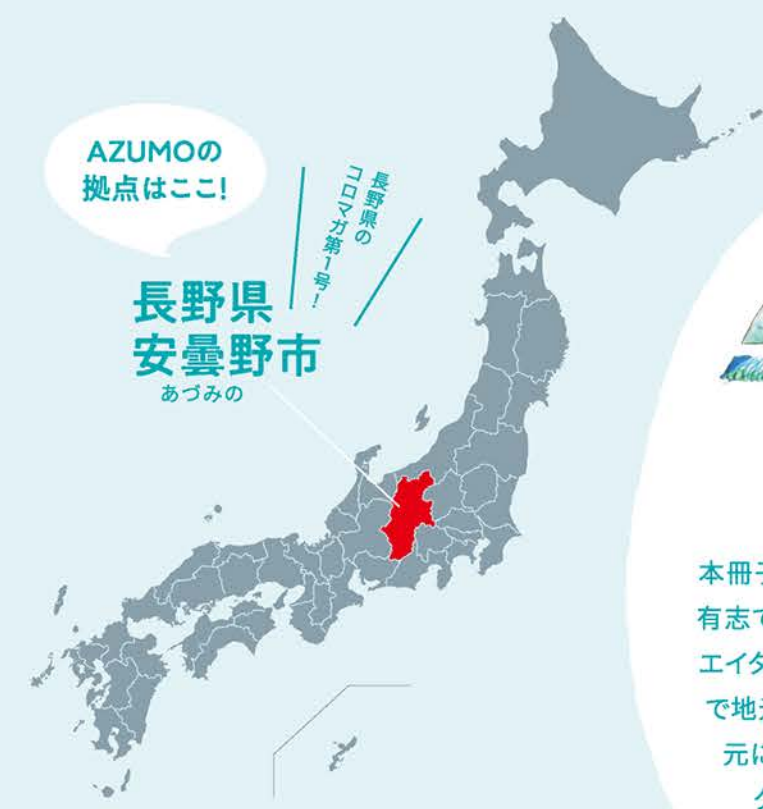 AZUMOの
拠点はここ!
長野県の
コロマガ第1号!
長野県
安曇野市
あづみの
本冊
有志で
エイタ
で地
元に